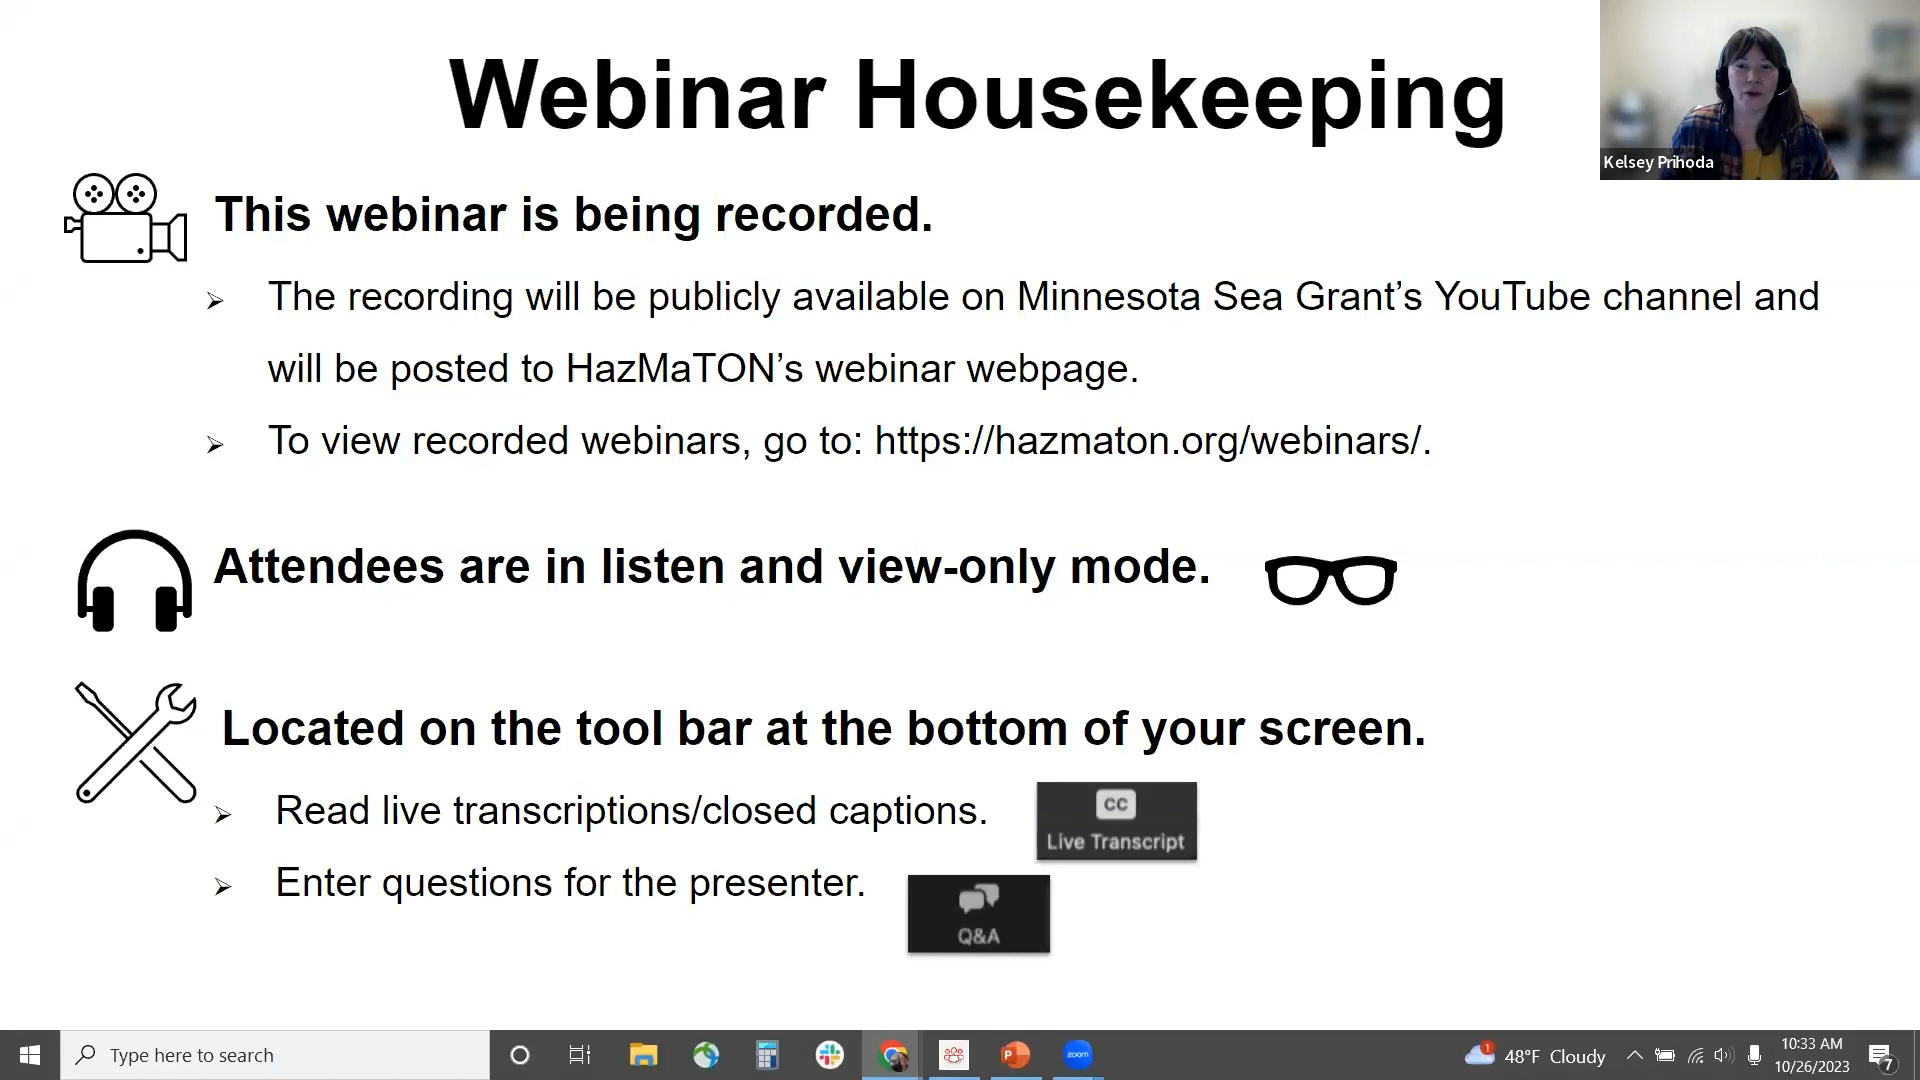 Webinar Housekeeping
Kelsey Prihoda
This webinar is being recorded.
➢ The recording will be publicly available on Minnesota Sea Grant’s YouTube channel and
will be posted to HazMaTON’s webinar webpage.
➢ To view recorded webinars, go to: https://hazmaton.org/webinars/.
Attendees are in listen and view-only mode.
Located on the tool bar at the bottom of your screen.
➢ Read live transcriptions/closed captions.
CC
Live Transcript
➢ Enter questions for the presenter.
Q&A
Type here to search
P
zoom
1
48°F Cloudy
10:33 AM
10/26/2023
7